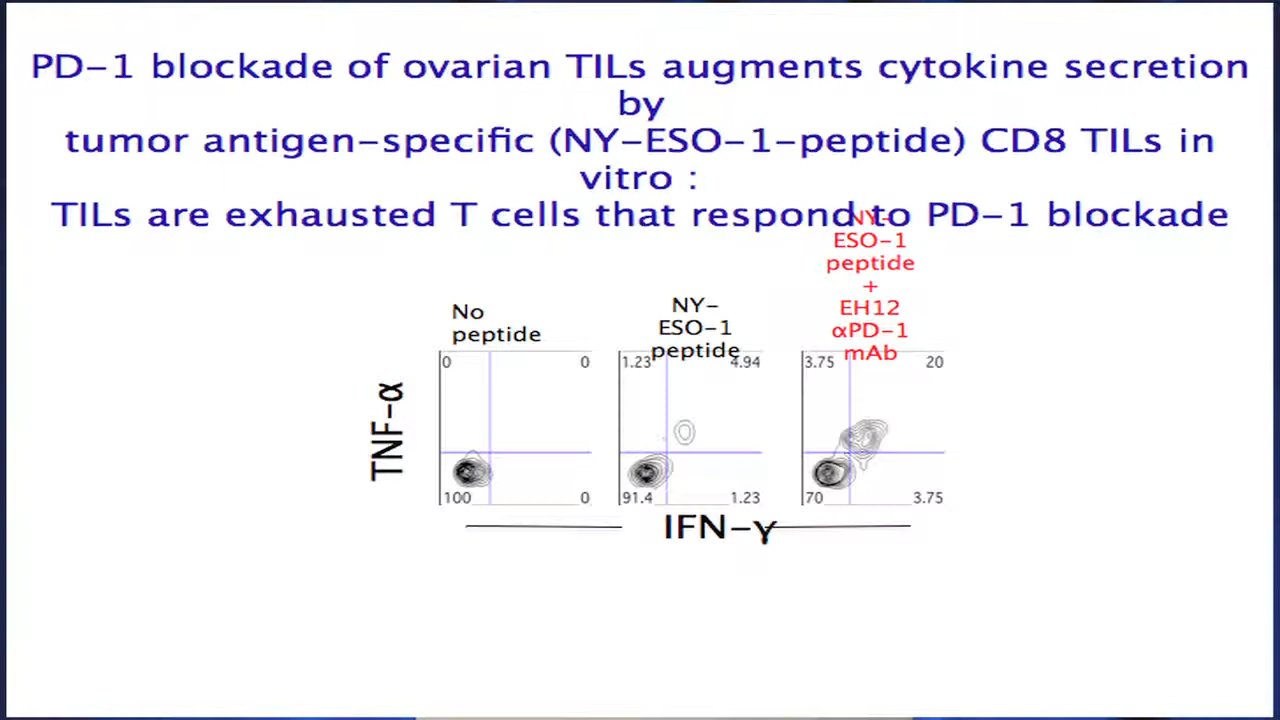 PD-1 blockade of ovarian TILs augments cytokine secretion
by
tumor antigen-specific (NY-ESO-1-peptide) CD8 TILs in
vitro :
TILs are exhausted T cells that respond to PD-1 blockade
No
peptide
NY-
ESO-1
peptide
NY-
ESO-1
peptide
+
EH12
αPD-1
mAb
TNF-α
0 0
100 0
1.23 4.94
91.4 1.23
3.75 20
70 3.75
IFN-γ